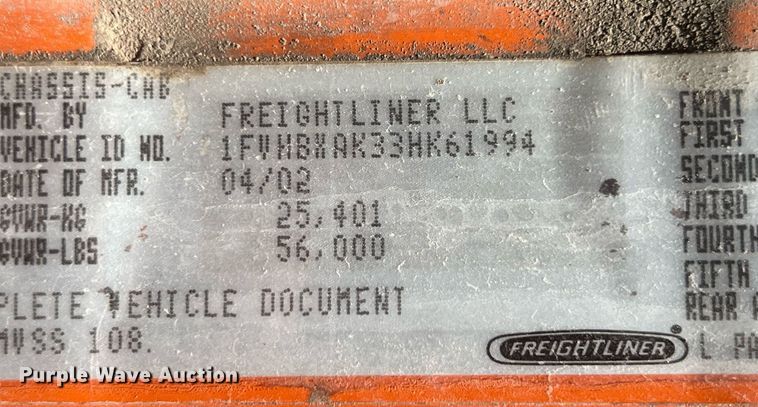 CHASSIS-CAB
MFD. BY FREIGHTLINER LLC
VEHICLE ID NO. 1FVHBXAK33HK61994
DATE OF MFR. 04/02
GVWR-KG 25,401
GVWR-LBS 56,000
PLETE VEHICLE DOCUMENT
MVSS 108.
FRONT
FIRST
SECOND
THIRD
FOURTH
FIFTH
REAR A
L PA
FREIGHTLINER
Purple Wave Auction